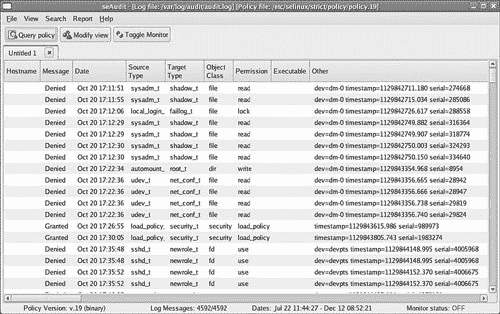 seAudit - [Log file: /var/log/audit/audit.log] [Policy file: /etc/selinux/strict/policy/policy.19]
File View Search Report Help
Query policy Modify view Toggle Monitor
Untitled 1
Hostname Message Date Source Type Target Type Object Class Permission Executable Other
Denied Oct 20 17:11:51 sysadm_t shadow_t file read dev=dm-0 timestamp=1129842711.180 serial=274668
Denied Oct 20 17:11:55 sysadm_t shadow_t file read dev=dm-0 timestamp=1129842715.034 serial=285086
Denied Oct 20 17:12:06 local_login_ faillog_t file lock dev=dm-0 timestamp=1129842726.617 serial=288558
Denied Oct 20 17:12:29 sysadm_t shadow_t file read dev=dm-0 timestamp=1129842749.882 serial=316364
Denied Oct 20 17:12:29 sysadm_t shadow_t file read dev=dm-0 timestamp=1129842749.907 serial=318774
Denied Oct 20 17:12:30 sysadm_t shadow_t file read dev=dm-0 timestamp=1129842750.003 serial=324293
Denied Oct 20 17:12:30 sysadm_t shadow_t file read dev=dm-0 timestamp=1129842750.150 serial=334640
Denied Oct 20 17:22:34 automount_ root_t dir write dev=dm-0 timestamp=1129843354.968 serial=8954
Denied Oct 20 17:22:36 udev_t net_conf_t file read dev=dm-0 timestamp=1129843356.665 serial=28942
Denied Oct 20 17:22:36 udev_t net_conf_t file read dev=dm-0 timestamp=1129843356.666 serial=28947
Denied Oct 20 17:22:36 udev_t net_conf_t file read dev=dm-0 timestamp=1129843356.738 serial=29819
Denied Oct 20 17:22:36 udev_t net_conf_t file read dev=dm-0 timestamp=1129843356.740 serial=29824
Granted Oct 20 17:26:55 load_policy_ security_t security load_policy timestamp=1129843615.986 serial=989973
Granted Oct 20 17:30:05 load_policy_ security_t security load_policy timestamp=1129843805.743 serial=1983274
Denied Oct 20 17:35:48 sshd_t newrole_t fd use dev=devpts timestamp=1129844148.995 serial=4005968
Denied Oct 20 17:35:48 sshd_t newrole_t fd use dev=devpts timestamp=1129844148.995 serial=4005968
Denied Oct 20 17:35:52 sshd_t newrole_t fd use dev=devpts timestamp=1129844152.370 serial=4006675
Denied Oct 20 17:35:52 sshd_t newrole_t fd use dev=devpts timestamp=1129844152.370 serial=4006675
Policy Version: v.19 (binary) Log Messages: 4592/4592 Dates: Jul 22 11:44:27 - Dec 12 08:52:21 Monitor status: OFF